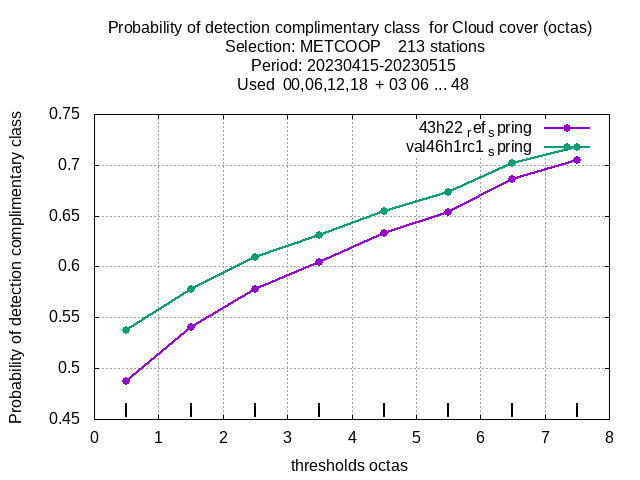 Probability of detection complimentary class  for Cloud cover (octas)
Selection: METCOOP    213 stations
Period: 20230415-20230515
Used  00,06,12,18  + 03 06 ... 48
43h22 ref spring
val46h1rc1 spring
Probability of detection complimentary class
0.75
0.7
0.65
0.6
0.55
0.5
0.45
0 1 2 3 4 5 6 7 8
thresholds octas